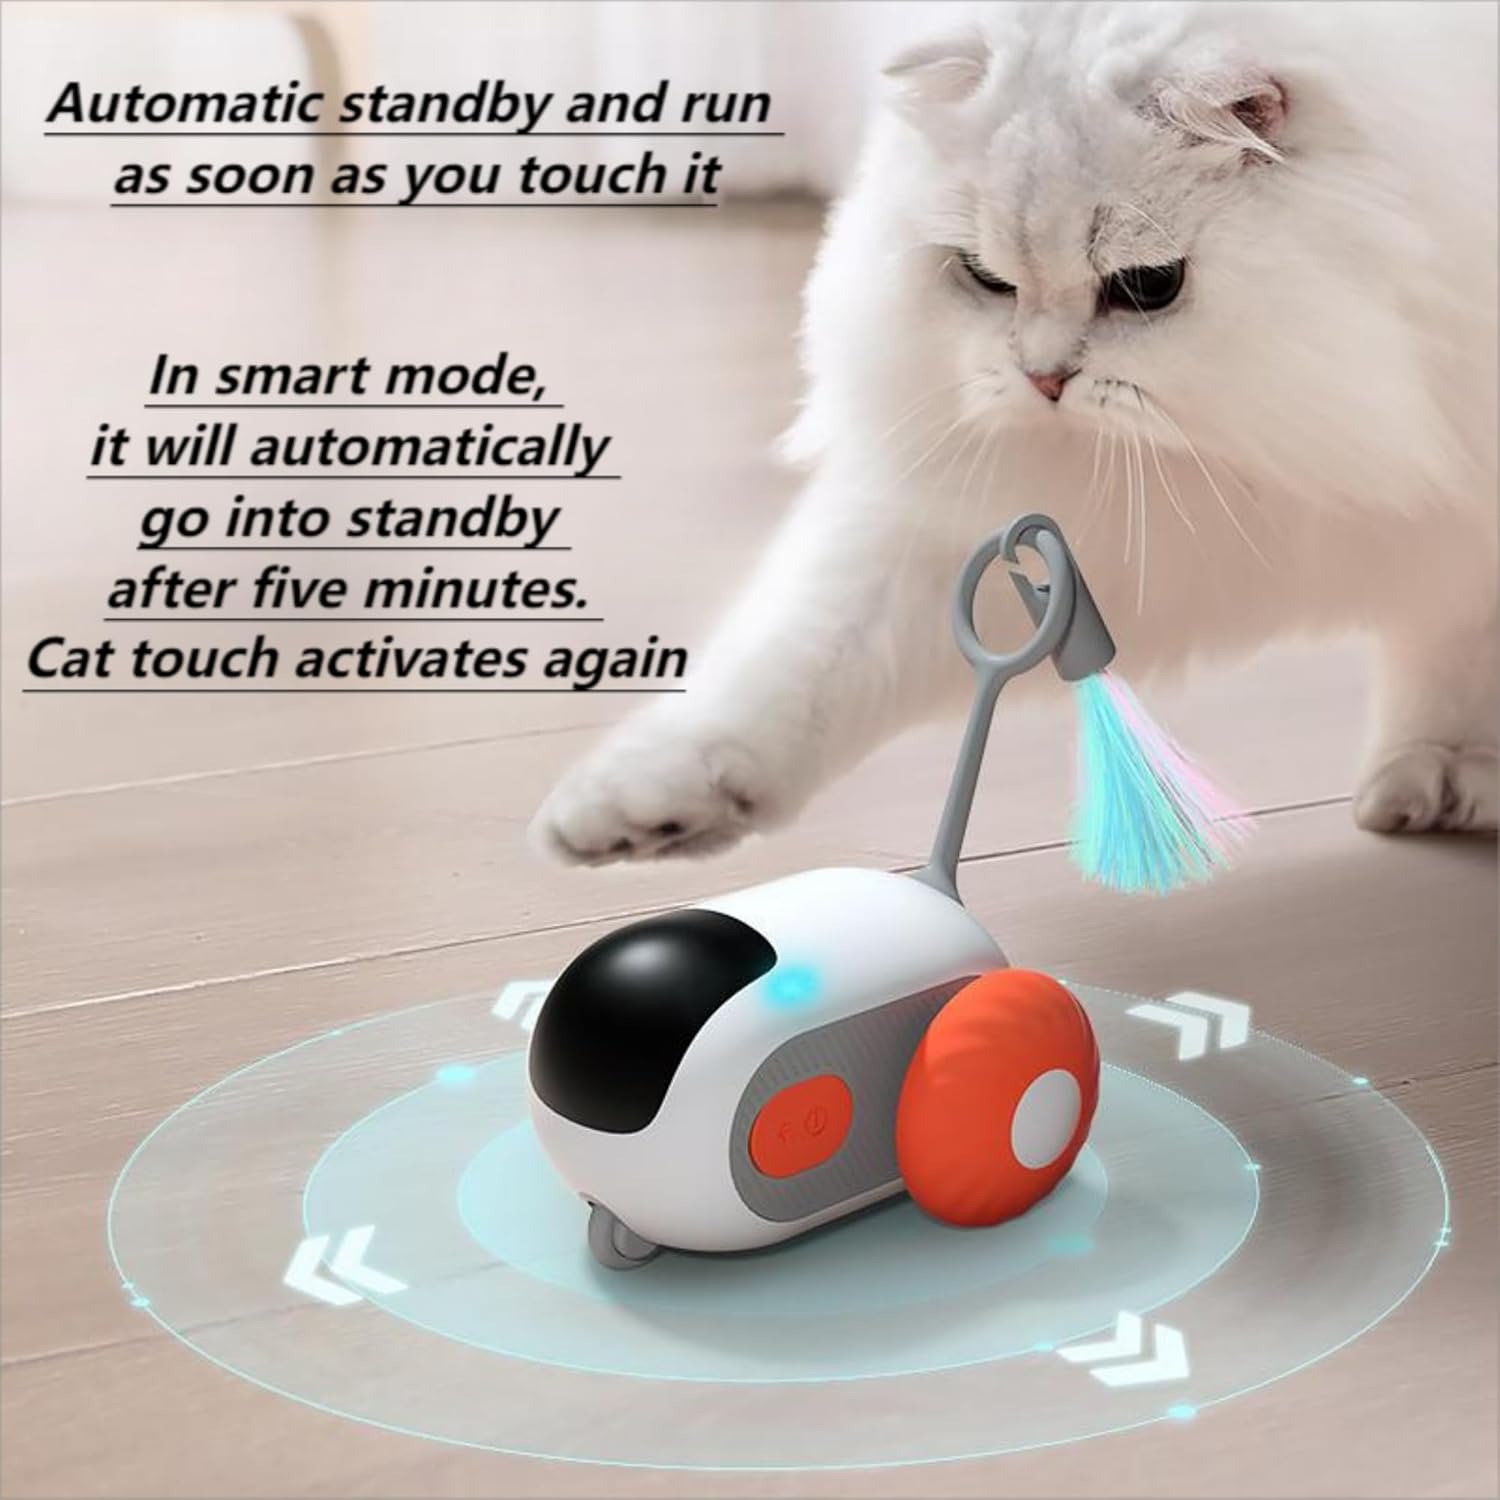 Automatic standby and run
as soon as you touch it
In smart mode,
it will automatically
go into standby
after five minutes.
Cat touch activates again